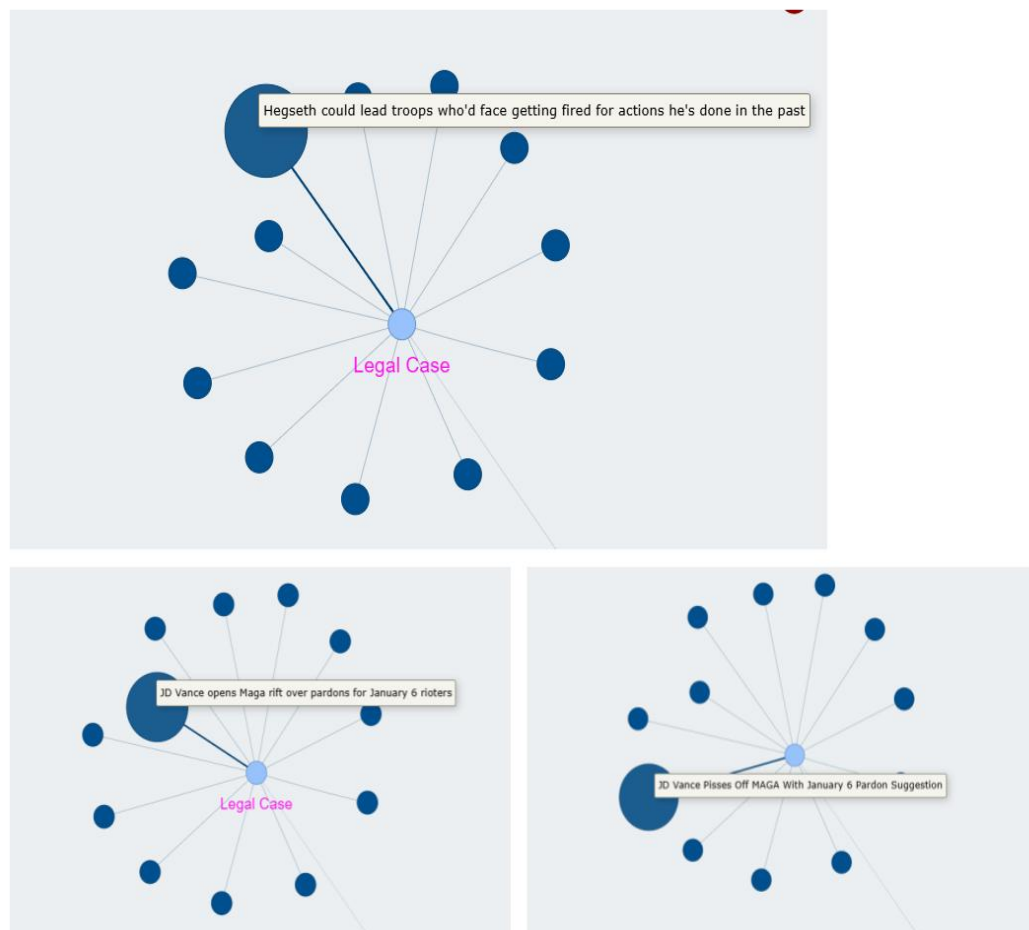 Hegseth could lead troops who'd face getting fired for actions he's done in the past
Legal Case
JD Vance opens Maga rift over pardons for January 6 rioters
Legal Case
JD Vance Pisses Off MAGA With January 6 Pardon Suggestion